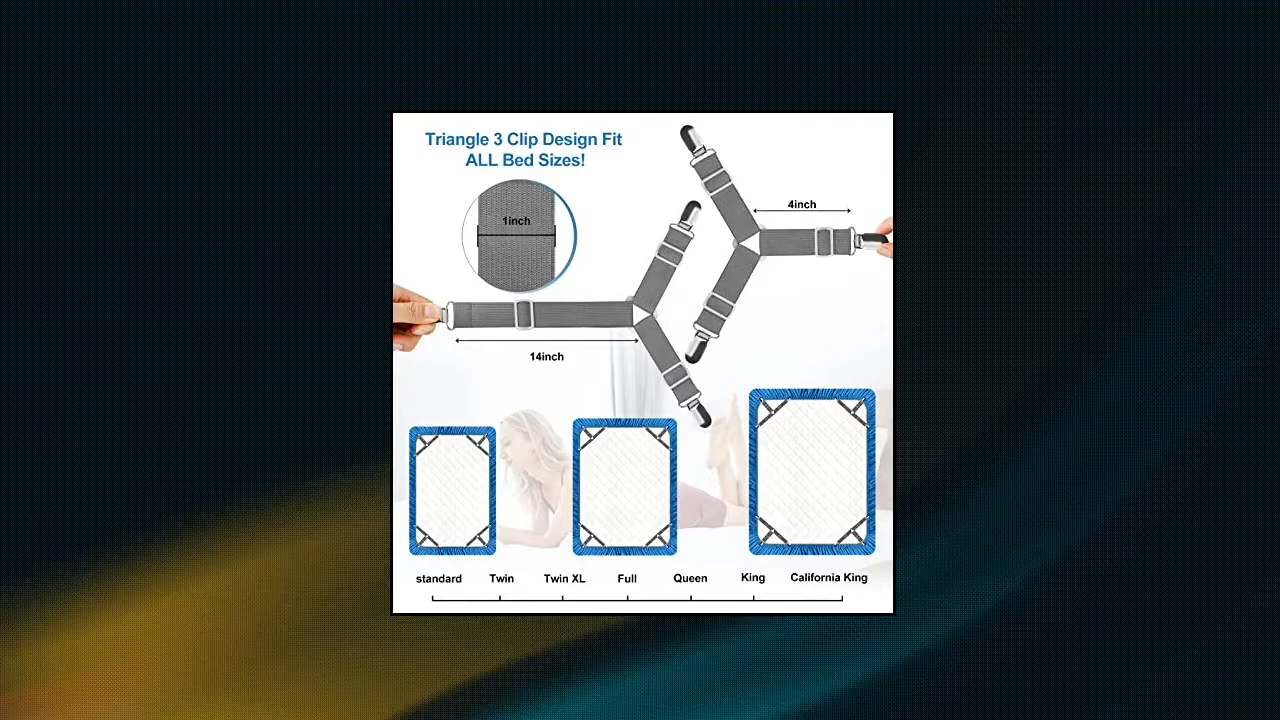 Triangle 3 Clip Design Fit
ALL Bed Sizes!
1inch
4inch
14inch
standard Twin Twin XL Full Queen King California King